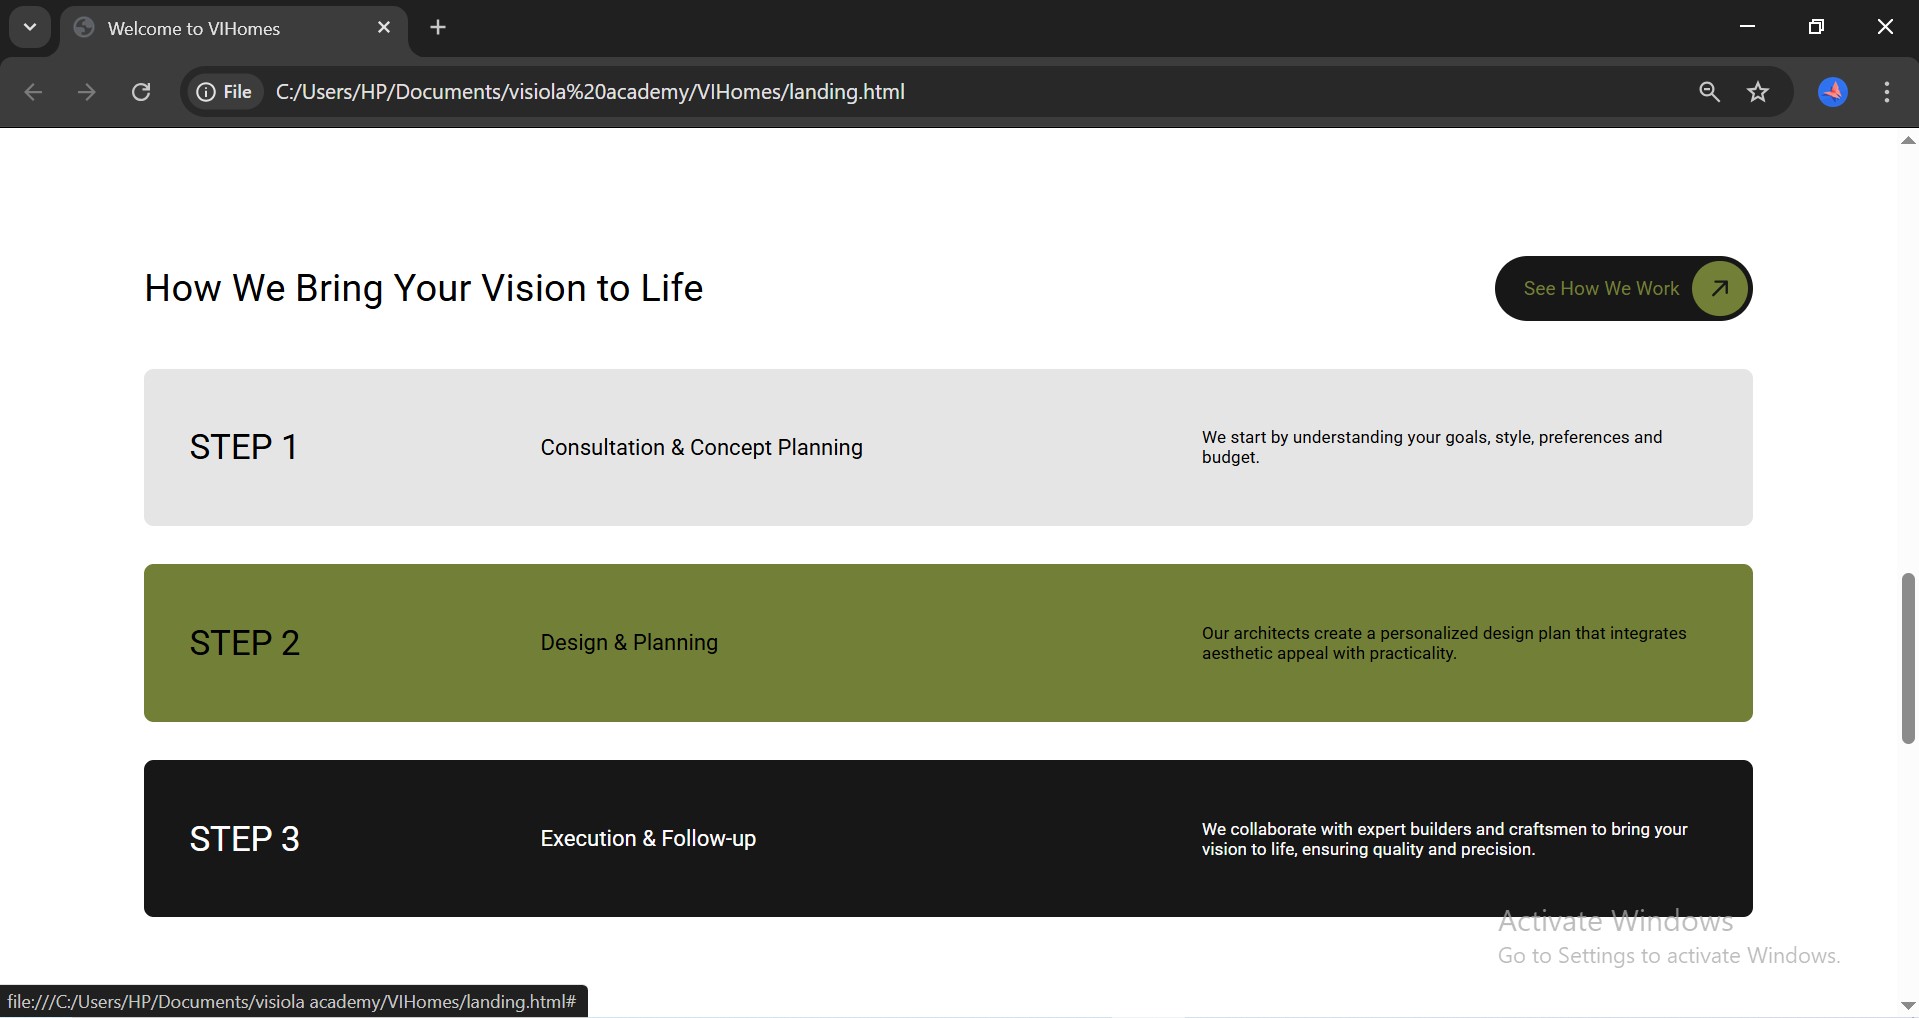 Welcome to VIHomes
File C:/Users/HP/Documents/visiola%20academy/VIHomes/landing.html
How We Bring Your Vision to Life
See How We Work
STEP 1
Consultation & Concept Planning
We start by understanding your goals, style, preferences and
budget.
STEP 2
Design & Planning
Our architects create a personalized design plan that integrates
aesthetic appeal with practicality.
STEP 3
Execution & Follow-up
We collaborate with expert builders and craftsmen to bring your
vision to life, ensuring quality and precision.
Activate Windows
Go to Settings to activate Windows.
file:///C:/Users/HP/Documents/visiola academy/VIHomes/landing.html#